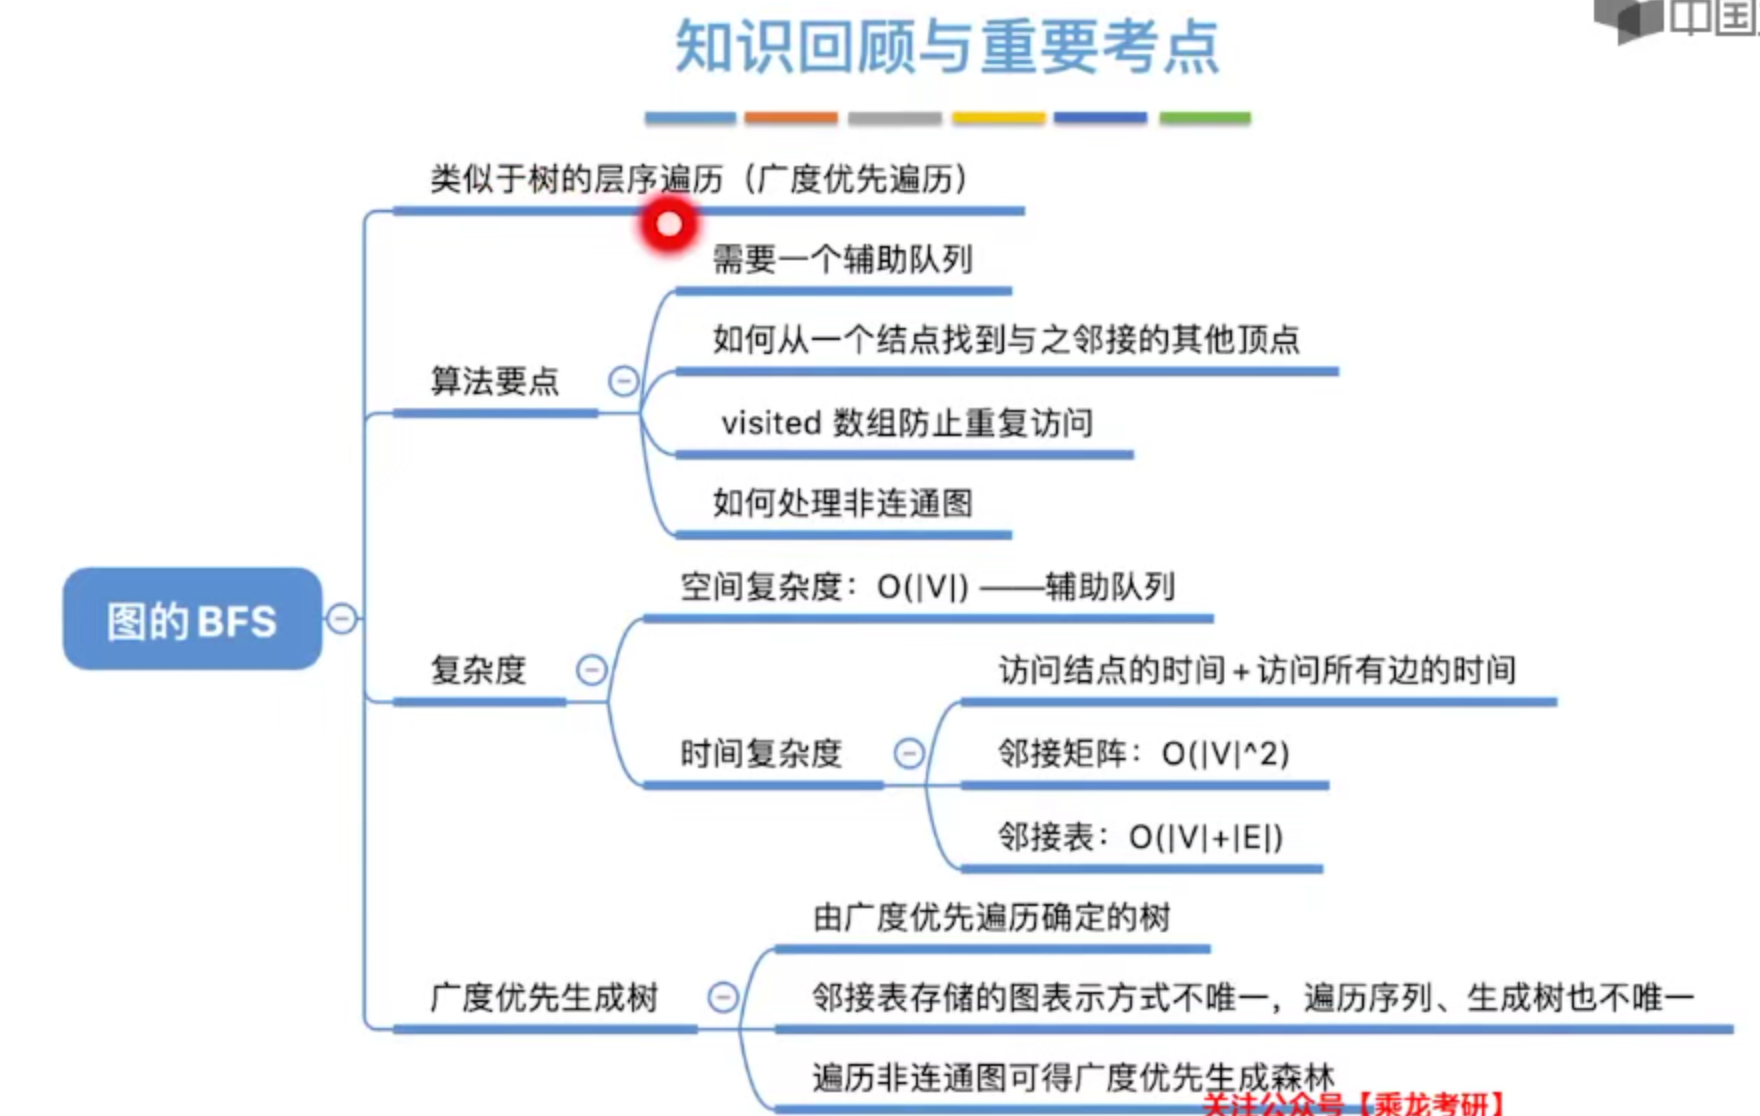 中国
知识回顾与重要考点
类似于树的层序遍历（广度优先遍历）
需要一个辅助队列
如何从一个结点找到与之邻接的其他顶点
算法要点
visited 数组防止重复访问
如何处理非连通图
空间复杂度：O(|V|) ——辅助队列
图的BFS
复杂度
访问结点的时间+访问所有边的时间
时间复杂度
邻接矩阵：O(|V|^2)
邻接表：O(|V|+|E|)
由广度优先遍历确定的树
广度优先生成树
邻接表存储的图表示方式不唯一，遍历序列、生成树也不唯一
遍历非连通图可得广度优先生成森林
关注公众号【乘龙考研】